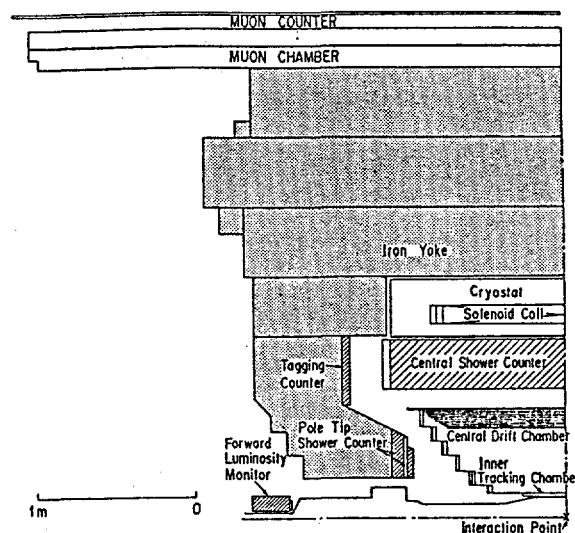 MUON COUNTER
MUON CHAMBER
Iron Yoke
Cryostat
Solenoid Coil
Tagging
Counter
Central Shower Counter
Pole Tip
Shower Counter
Central Drift Chamber
Forward
Luminosity
Monitor
Inner
Tracking Chamber
1m
0
Interaction Point